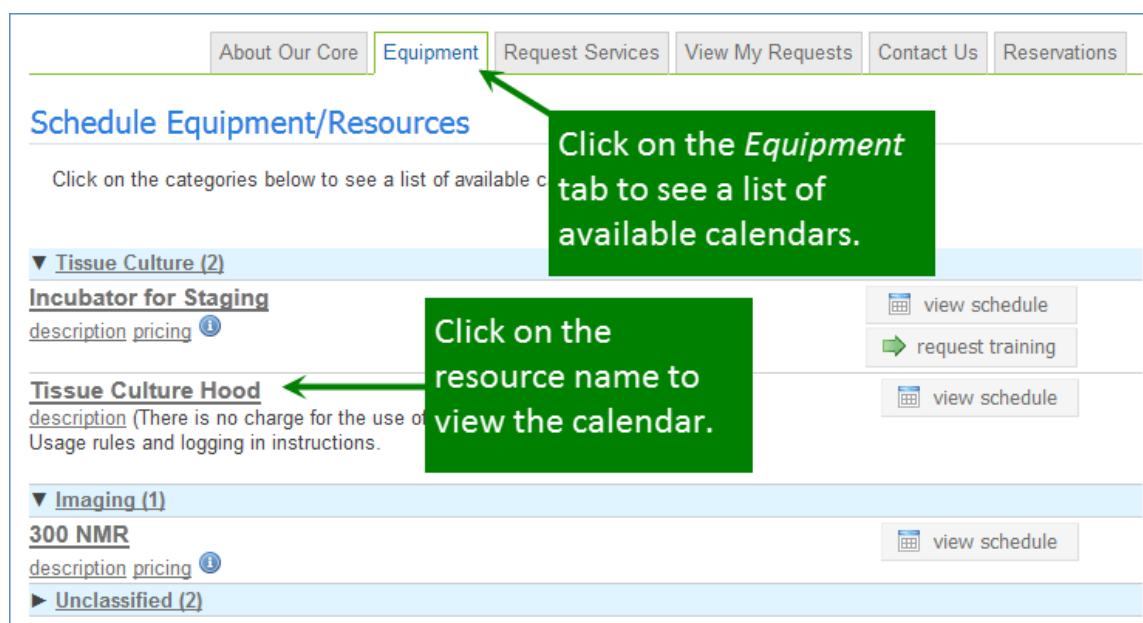 About Our Core Equipment Request Services View My Requests Contact Us Reservations
Schedule Equipment/Resources
Click on the categories below to see a list of available c
Click on the Equipment
tab to see a list of
available calendars.
▼ Tissue Culture (2)
Incubator for Staging
description pricing
view schedule
request training
Click on the
resource name to
view the calendar.
Tissue Culture Hood
description (There is no charge for the use of
Usage rules and logging in instructions.
view schedule
▼ Imaging (1)
300 NMR
description pricing
view schedule
► Unclassified (2)